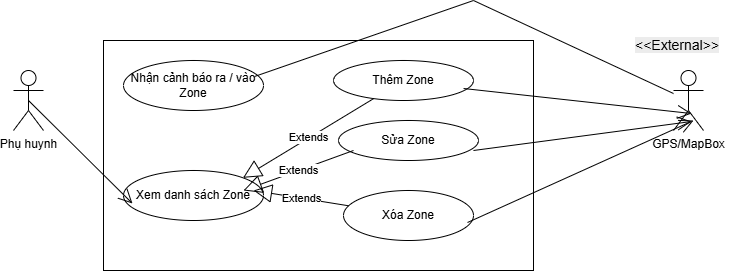 <<External>>
Nhận cảnh báo ra / vào
Zone
Thêm Zone
Extends
Sửa Zone
Phụ huynh
GPS/MapBox
Extends
Xem danh sách Zone
Extends
Xóa Zone